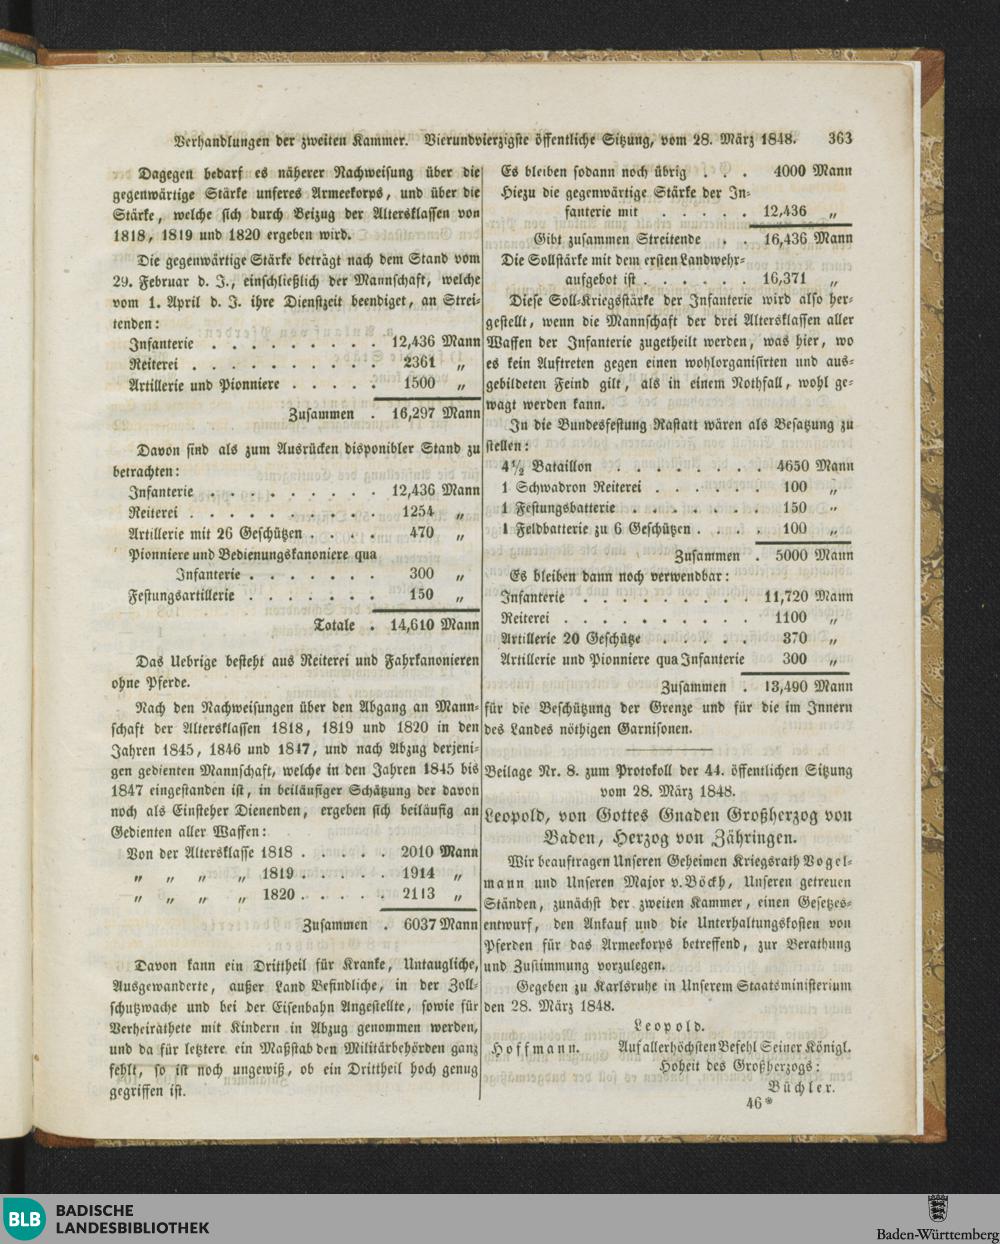 Verhandlungen der zweiten Kammer. Vierundvierzigste öffentliche Sitzung, vom 28. März 1848. 363
Dagegen bedarf es näherer Nachweisung über die
gegenwärtige Stärke unseres Armeekorps, und über die
Stärke, welche sich durch Beizug der Altersklassen von
1818, 1819 und 1820 ergeben wird.
Die gegenwärtige Stärke beträgt nach dem Stand vom
29. Februar d. J., einschließlich der Mannschaft, welche
vom 1. April d. J. ihre Dienstzeit beendiget, an Strei-
tenden:
Infanterie . . . . . . . . . 12,436 Mann
Reiterei . . . . . . . . . . 2361 „
Artillerie und Pionniere . . . . . 1500 „
Zusammen . 16,297 Mann
Davon sind als zum Ausrücken disponibler Stand zu
betrachten:
Infanterie . . . . . . . . . 12,436 Mann
Reiterei . . . . . . . . . . 1254 „
Artillerie mit 26 Geschützen . . . . 470 „
Pionniere und Bedienungskanoniere qua
Infanterie . . . . . . . 300 „
Festungsartillerie . . . . . . . 150 „
Totale . 14,610 Mann
Das Uebrige besteht aus Reiterei und Fahrkanonieren
ohne Pferde.
Nach den Nachweisungen über den Abgang an Mann-
schaft der Altersklassen 1818, 1819 und 1820 in den
Jahren 1845, 1846 und 1847, und nach Abzug derjeni-
gen gedienten Mannschaft, welche in den Jahren 1845 bis
1847 eingestanden ist, in beiläufiger Schätzung der davon
noch als Einsteher Dienenden, ergeben sich beiläufig an
Gedienten aller Waffen:
Von der Altersklasse 1818 . . . . . 2010 Mann
„ „ „ „ 1819 . . . . . 1914 „
„ „ „ „ 1820 . . . . . 2113 „
Zusammen . 6037 Mann
Davon kann ein Drittheil für Kranke, Untaugliche,
Ausgewanderte, außer Land Befindliche, in der Zoll-
schutzwache und bei der Eisenbahn Angestellte, sowie für
Verheirathete mit Kindern in Abzug genommen werden,
und da für letztere ein Maßstab den Militärbehörden ganz
fehlt, so ist noch ungewiß, ob ein Drittheil hoch genug
gegriffen ist.
Es bleiben sodann noch übrig . . . 4000 Mann
Hiezu die gegenwärtige Stärke der In-
fanterie mit . . . . . 12,436 „
Gibt zusammen Streitende . . 16,436 Mann
Die Sollstärke mit dem ersten Landwehr-
aufgebot ist . . . . . . 16,371 „
Diese Soll-Kriegsstärke der Infanterie wird also her-
gestellt, wenn die Mannschaft der drei Altersklassen aller
Waffen der Infanterie zugetheilt werden, was hier, wo
es kein Auftreten gegen einen wohlorganisirten und aus-
gebildeten Feind gilt, als in einem Nothfall, wohl ge-
wagt werden kann.
In die Bundesfestung Rastatt wären als Besatzung zu
stellen:
4½ Bataillon . . . . . . . . 4650 Mann
1 Schwadron Reiterei . . . . . . 100 „
1 Festungsbatterie . . . . . . . 150 „
1 Feldbatterie zu 6 Geschützen . . . . 100 „
Zusammen . 5000 Mann
Es bleiben dann noch verwendbar:
Infanterie . . . . . . . . . 11,720 Mann
Reiterei . . . . . . . . . . 1100 „
Artillerie 20 Geschütze . . . . . 370 „
Artillerie und Pionniere qua Infanterie 300 „
Zusammen . 13,490 Mann
für die Beschützung der Grenze und für die im Innern
des Landes nöthigen Garnisonen.
Beilage Nr. 8. zum Protokoll der 44. öffentlichen Sitzung
vom 28. März 1848.
Leopold, von Gottes Gnaden Großherzog von
Baden, Herzog von Zähringen.
Wir beauftragen Unseren Geheimen Kriegsrath Vogel-
mann und Unseren Major v. Böckh, Unseren getreuen
Ständen, zunächst der zweiten Kammer, einen Gesetzes-
entwurf, den Ankauf und die Unterhaltungskosten von
Pferden für das Armeekorps betreffend, zur Berathung
und Zustimmung vorzulegen.
Gegeben zu Karlsruhe in Unserem Staatsministerium
den 28. März 1848.
Leopold.
Hoffmann. Auf allerhöchsten Befehl Seiner Königl.
Hoheit des Großherzogs:
Büchler.
46*
BLB BADISCHE
LANDESBIBLIOTHEK
Baden-Württemberg